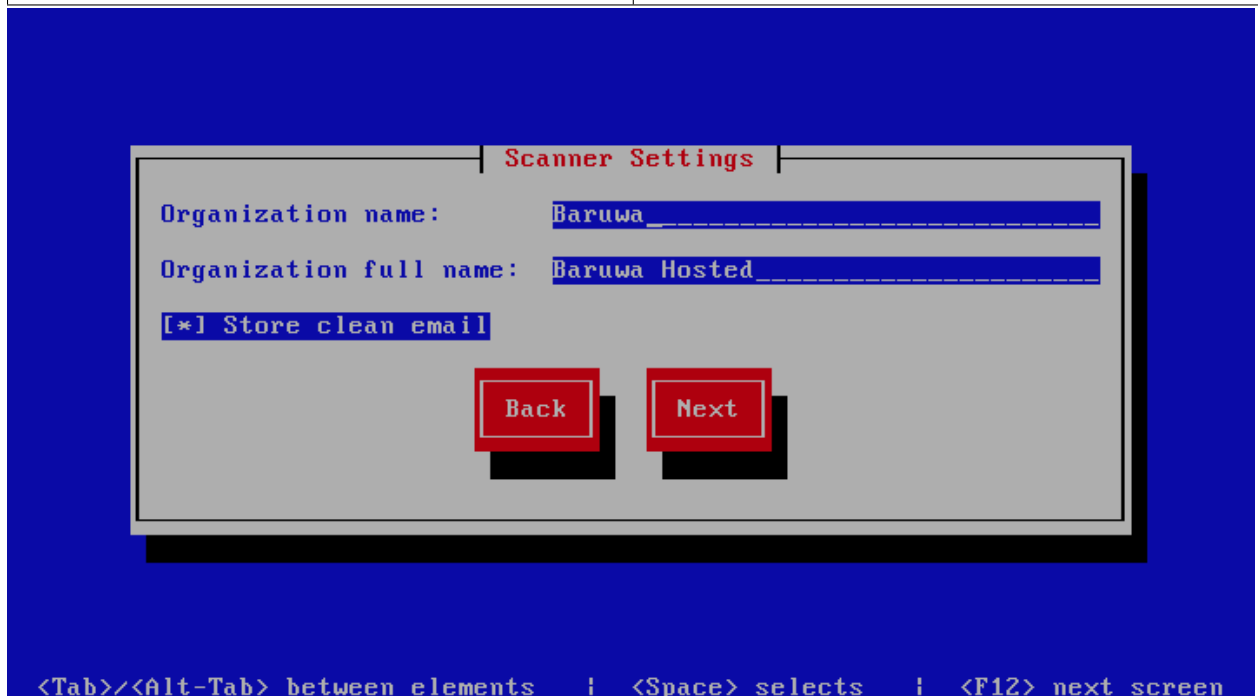 Scanner Settings
Organization name: Baruwa
Organization full name: Baruwa Hosted
[*] Store clean email
Back Next
<Tab>/<Alt-Tab> between elements | <Space> selects | <F12> next screen